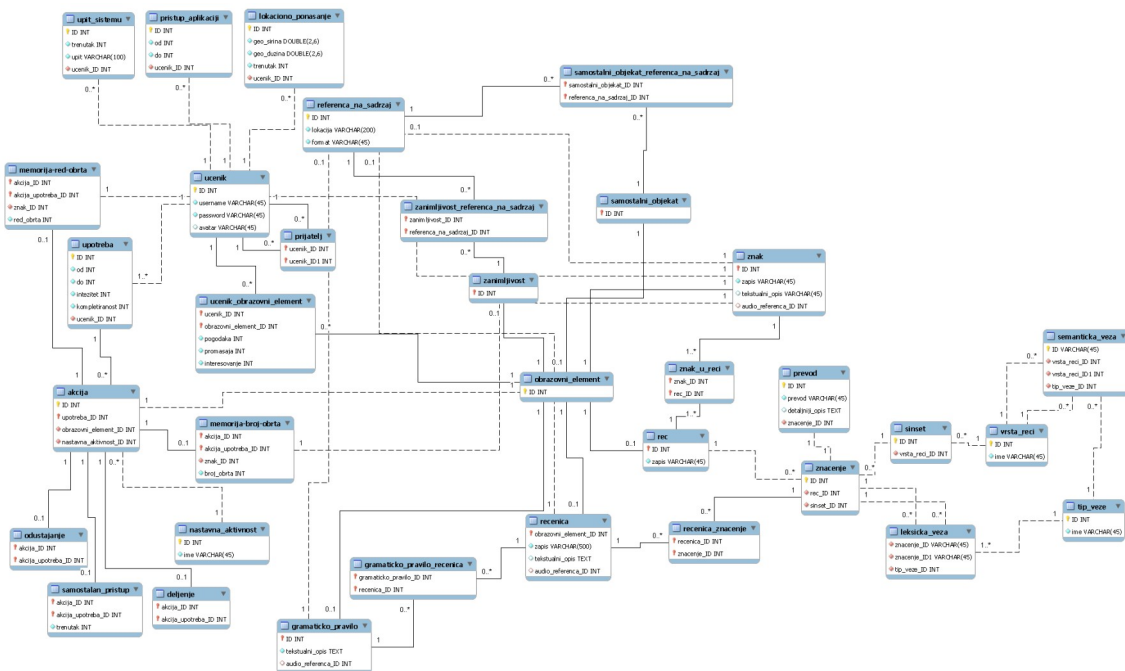 upit_sistemu
ID INT
trenutak INT
upit VARCHAR(100)
ucenik_ID INT
pristup_aplikaciji
ID INT
od INT
do INT
ucenik_ID INT
lokaciono_ponasanje
ID INT
geo_sirina DOUBLE(2,6)
geo_duzina DOUBLE(2,6)
trenutak INT
ucenik_ID INT
referenca_na_sadrzaj
ID INT
lokacija VARCHAR(200)
format VARCHAR(45)
samostalni_objekat_referenca_na_sadrzaj
samostalni_objekat_ID INT
referenca_na_sadrzaj_ID INT
memorija-red-obrta
akcija_ID INT
akcija_upotreba_ID INT
znak_ID INT
red_obrta INT
ucenik
ID INT
username VARCHAR(45)
password VARCHAR(45)
avatar VARCHAR(45)
zanimljivost_referenca_na_sadrzaj
zanimljivost_ID INT
referenca_na_sadrzaj_ID INT
samostalni_objekat
ID INT
upotreba
ID INT
od INT
do INT
intezitet INT
kompletiranost INT
ucenik_ID INT
prijatelj
ucenik_ID INT
ucenik_ID1 INT
zanimljivost
ID INT
znak
ID INT
zapis VARCHAR(45)
tekstualni_opis VARCHAR(45)
audio_referenca_ID INT
ucenik_obrazovni_element
ucenik_ID INT
obrazovni_element_ID INT
pogodaka INT
promasaja INT
interesovanje INT
obrazovni_element
ID INT
znak_u_reci
znak_ID INT
rec_ID INT
prevod
ID INT
prevod VARCHAR(45)
detaljniji_opis TEXT
znacenje_ID INT
semanticka_veza
ID VARCHAR(45)
vrsta_reci_ID INT
vrsta_reci_ID1 INT
tip_veze_ID INT
akcija
ID INT
upotreba_ID INT
obrazovni_element_ID INT
nastavna_aktivnost_ID INT
memorija-broj-obrta
akcija_ID INT
akcija_upotreba_ID INT
znak_ID INT
broj_obrta INT
rec
ID INT
zapis VARCHAR(45)
sinset
ID INT
vrsta_reci_ID INT
vrsta_reci
ID INT
ime VARCHAR(45)
znacenje
ID INT
rec_ID INT
sinset_ID INT
tip_veze
ID INT
ime VARCHAR(45)
odustajanje
akcija_ID INT
akcija_upotreba_ID INT
nastavna_aktivnost
ID INT
ime VARCHAR(45)
recenica
obrazovni_element_ID INT
zapis VARCHAR(500)
tekstualni_opis TEXT
audio_referenca_ID INT
recenica_znacenje
recenica_ID INT
znacenje_ID INT
leksicka_veza
znacenje_ID VARCHAR(45)
znacenje_ID1 VARCHAR(45)
tip_veze_ID INT
samostalan_pristup
akcija_ID INT
akcija_upotreba_ID INT
trenutak INT
deljenje
akcija_ID INT
akcija_upotreba_ID INT
gramaticko_pravilo_recenica
gramaticko_pravilo_ID INT
recenica_ID INT
gramaticko_pravilo
ID INT
tekstualni_opis TEXT
audio_referenca_ID INT